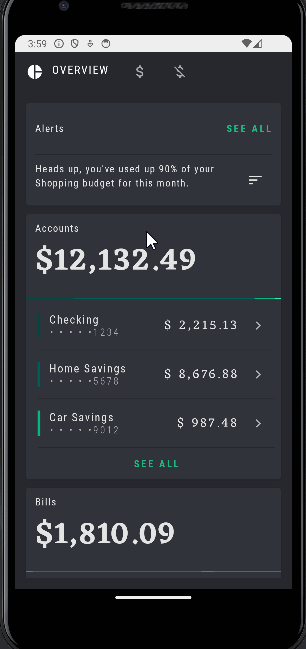 3:59
OVERVIEW
Alerts
SEE ALL
Heads up, you've used up 90% of your
Shopping budget for this month.
Accounts
$12,132.49
Checking
• • • • •1234
$ 2,215.13
Home Savings
• • • • •5678
$ 8,676.88
Car Savings
• • • • •9012
$ 987.48
SEE ALL
Bills
$1,810.09